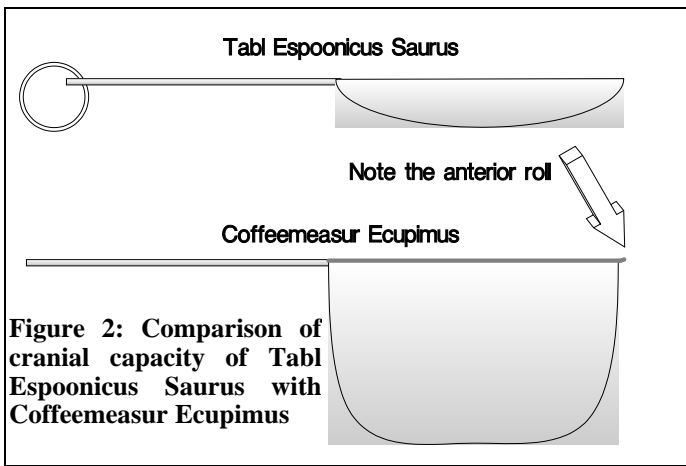 Tabl Espoonicus Saurus
Note the anterior roll
Coffeemeasur Ecupimus
Figure 2: Comparison of
cranial capacity of Tabl
Espoonicus Saurus with
Coffeemeasur Ecupimus